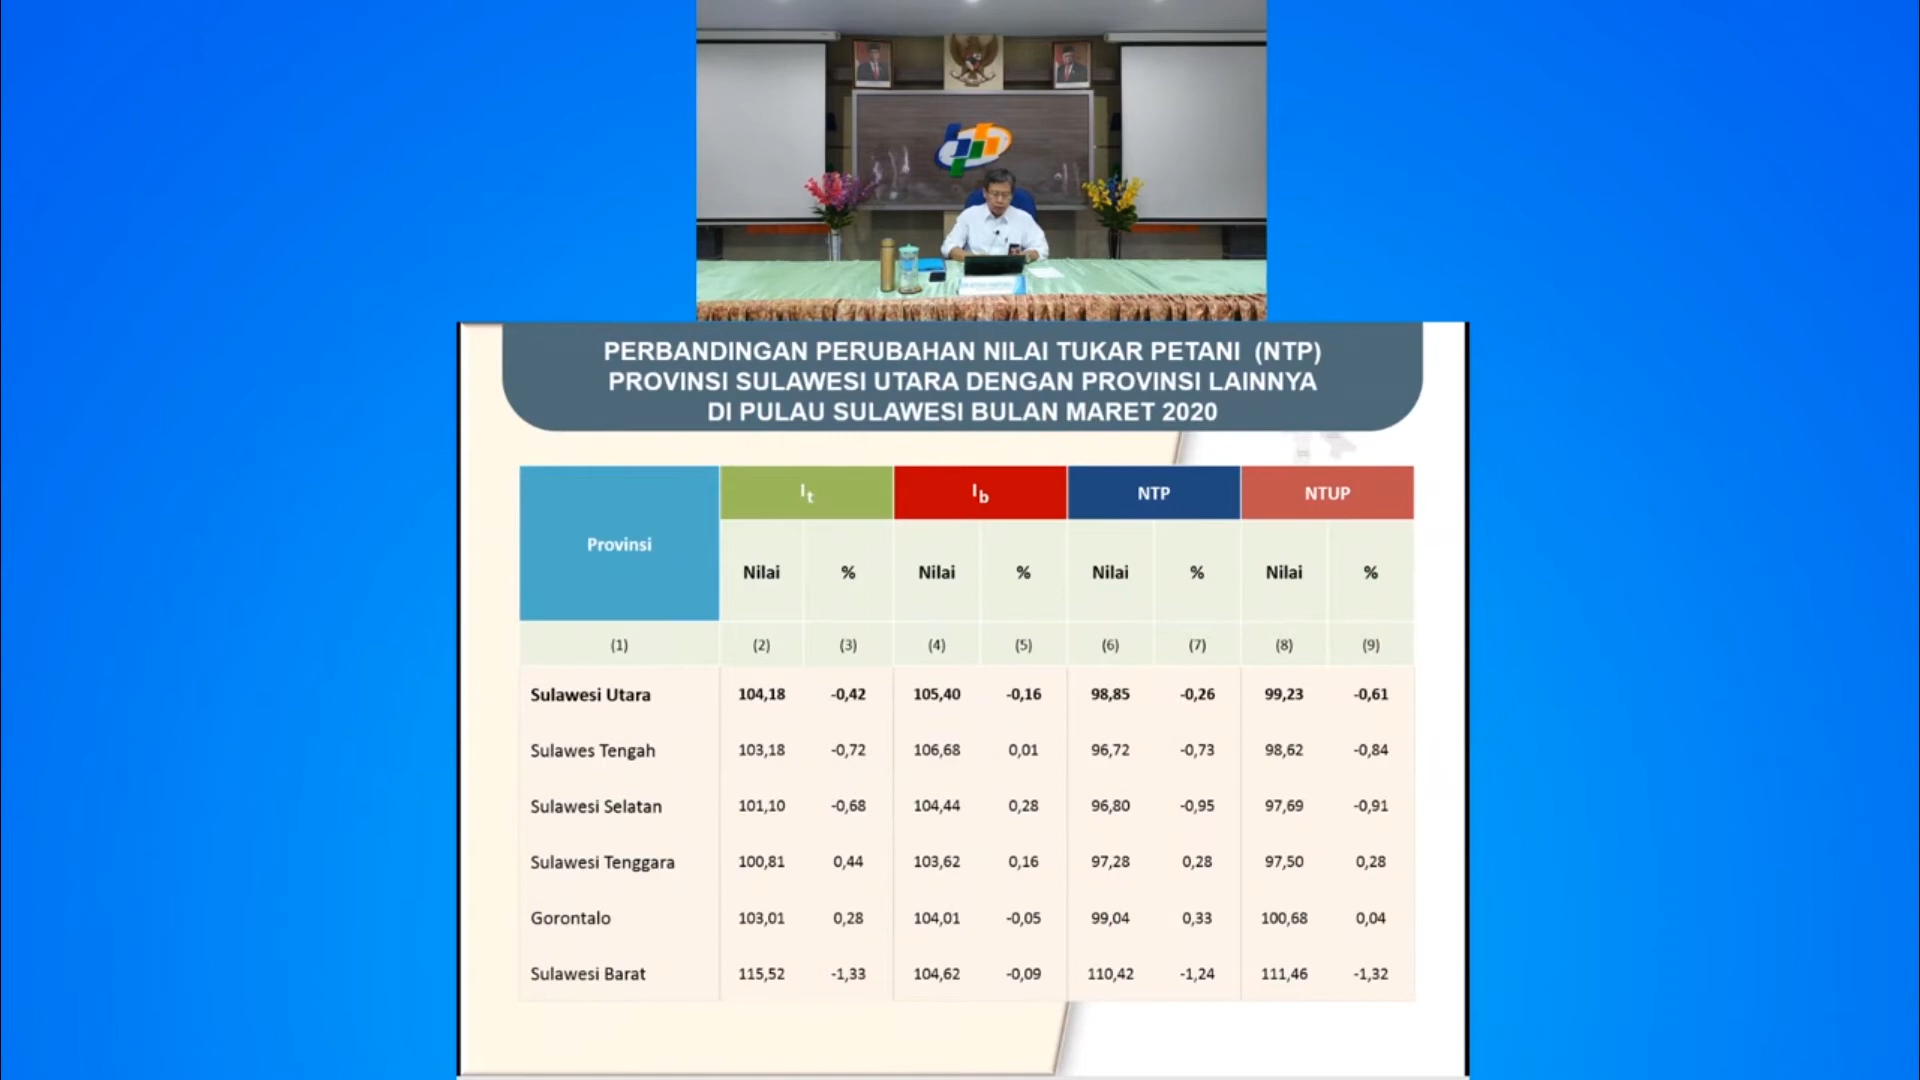 PERBANDINGAN PERUBAHAN NILAI TUKAR PETANI (NTP)
PROVINSI SULAWESI UTARA DENGAN PROVINSI LAINNYA
DI PULAU SULAWESI BULAN MARET 2020
Provinsi It Ib NTP NTUP
Nilai % Nilai % Nilai % Nilai %
(1) (2) (3) (4) (5) (6) (7) (8) (9)
Sulawesi Utara 104,18 -0,42 105,40 -0,16 98,85 -0,26 99,23 -0,61
Sulawes Tengah 103,18 -0,72 106,68 0,01 96,72 -0,73 98,62 -0,84
Sulawesi Selatan 101,10 -0,68 104,44 0,28 96,80 -0,95 97,69 -0,91
Sulawesi Tenggara 100,81 0,44 103,62 0,16 97,28 0,28 97,50 0,28
Gorontalo 103,01 0,28 104,01 -0,05 99,04 0,33 100,68 0,04
Sulawesi Barat 115,52 -1,33 104,62 -0,09 110,42 -1,24 111,46 -1,32